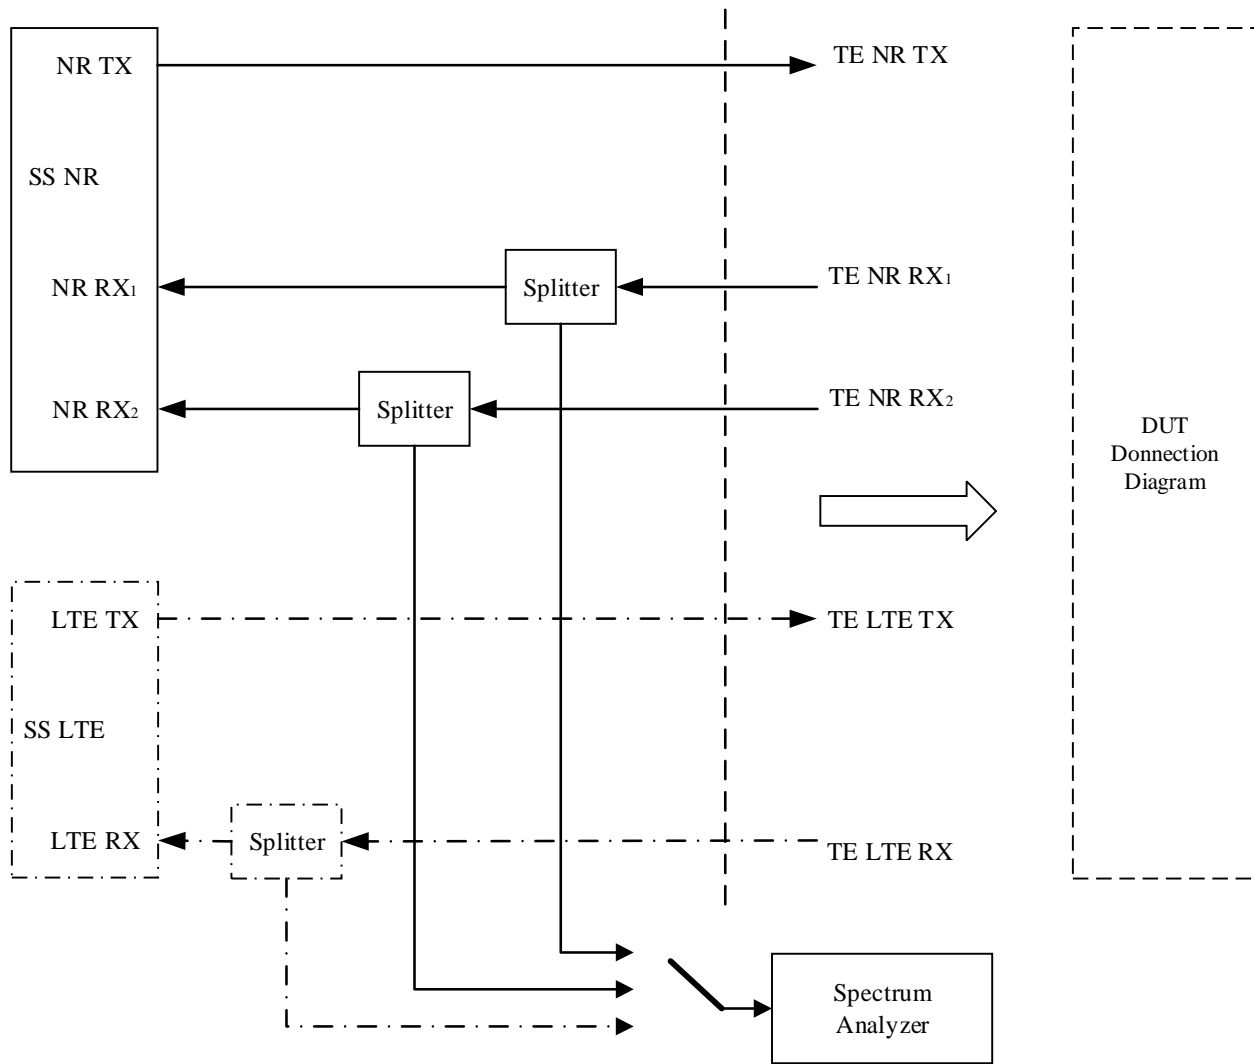 NR TX
TE NR TX
SS NR
NR RX1
Splitter
TE NR RX1
NR RX2
Splitter
TE NR RX2
DUT
Donnection
Diagram
LTE TX
TE LTE TX
SS LTE
LTE RX
Splitter
TE LTE RX
Spectrum
Analyzer